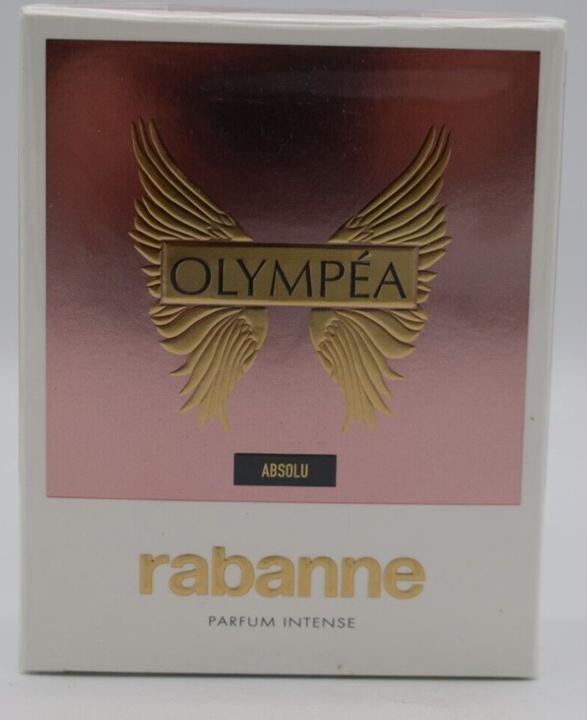 OLYMPÉA
ABSOLU
rabanne
PARFUM INTENSE